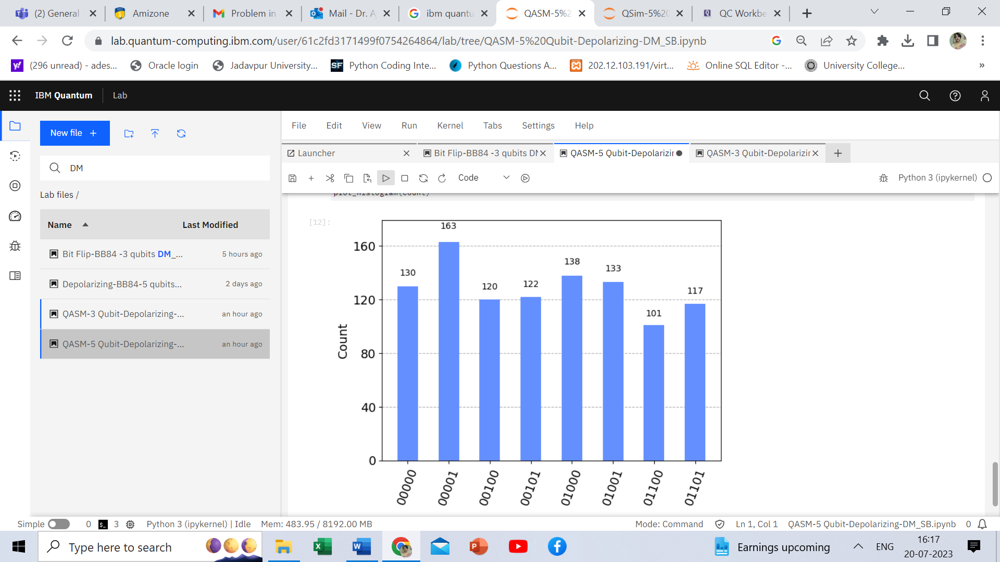 (2) General
Amizone
Problem in
Mail - Dr. A
ibm quantu
QASM-5%2
QSim-5%20
QC Workbe
lab.quantum-computing.ibm.com/user/61c2fd3171499f0754264864/lab/tree/QASM-5%20Qubit-Depolarizing-DM_SB.ipynb
(296 unread) - ades...
Oracle login
Jadavpur University...
SF Python Coding Inte...
Python Questions A...
202.12.103.191/virt...
Online SQL Editor -...
University College...
»
IBM Quantum
Lab
New file +
DM
Lab files /
Name
Last Modified
Bit Flip-BB84 -3 qubits DM_...
5 hours ago
Depolarizing-BB84-5 qubits...
2 days ago
QASM-3 Qubit-Depolarizing-...
an hour ago
QASM-5 Qubit-Depolarizing-...
an hour ago
File Edit View Run Kernel Tabs Settings Help
Launcher
Bit Flip-BB84 -3 qubits DM
QASM-5 Qubit-Depolarizin
QASM-3 Qubit-Depolarizin
Code
Python 3 (ipykernel)
plot_histogram(count)
[12]:
163
160
130
138
133
120
122
117
120
101
Count
80
40
0
00000
00001
00100
00101
01000
01001
01100
01101
Simple
0
3
Python 3 (ipykernel) | Idle
Mem: 483.95 / 8192.00 MB
Mode: Command
Ln 1, Col 1
QASM-5 Qubit-Depolarizing-DM_SB.ipynb
0
Type here to search
Earnings upcoming
ENG
16:17
20-07-2023